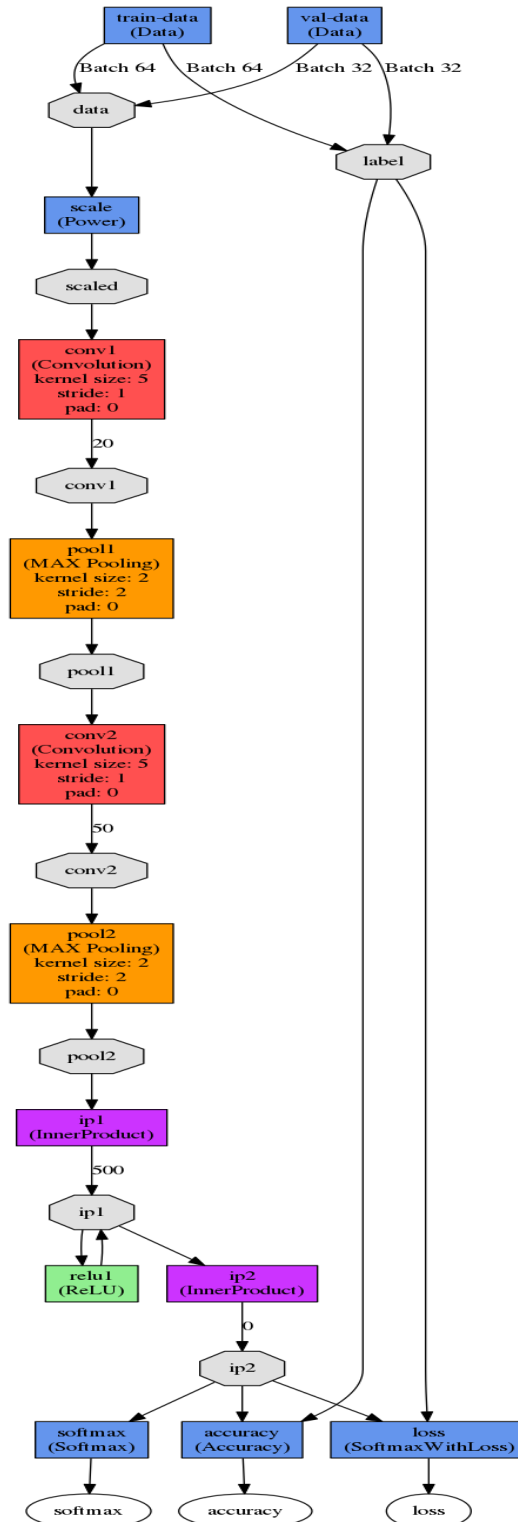 train-data
(Data)
val-data
(Data)
Batch 64
Batch 64
Batch 32
Batch 32
data
label
scale
(Power)
scaled
conv1
(Convolution)
kernel size: 5
stride: 1
pad: 0
20
conv1
pool1
(MAX Pooling)
kernel size: 2
stride: 2
pad: 0
pool1
conv2
(Convolution)
kernel size: 5
stride: 1
pad: 0
50
conv2
pool2
(MAX Pooling)
kernel size: 2
stride: 2
pad: 0
pool2
ip1
(InnerProduct)
500
ip1
relu1
(ReLU)
ip2
(InnerProduct)
0
ip2
softmax
(Softmax)
accuracy
(Accuracy)
loss
(SoftmaxWithLoss)
softmax
accuracy
loss